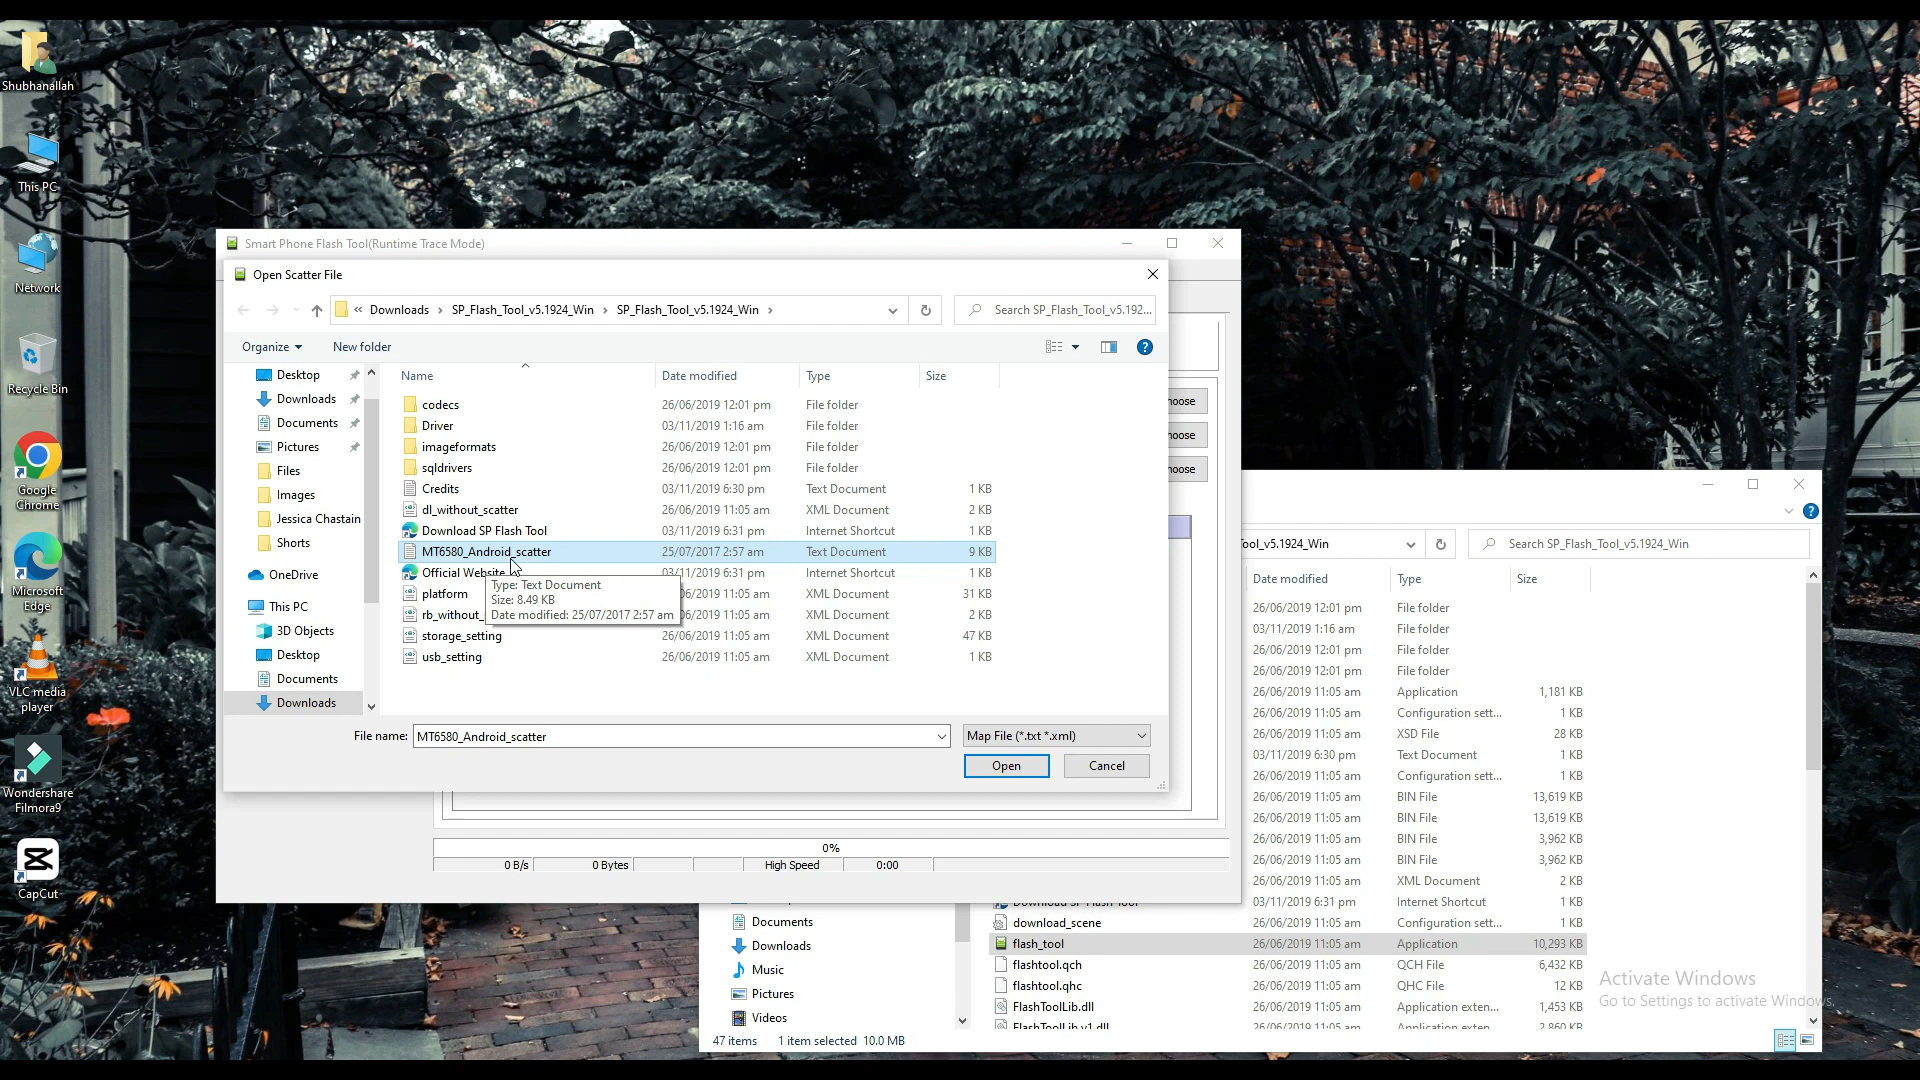 Shubhanallah
This PC
Network
Recycle Bin
Google
Chrome
Microsoft
Edge
VLC media
player
Wondershare
Filmora9
CapCut
Smart Phone Flash Tool(Runtime Trace Mode)
Open Scatter File
« Downloads › SP_Flash_Tool_v5.1924_Win › SP_Flash_Tool_v5.1924_Win ›
Search SP_Flash_Tool_v5.192...
Organize
New folder
Desktop
Downloads
Documents
Pictures
Files
Images
Jessica Chastain
Shorts
OneDrive
This PC
3D Objects
Desktop
Documents
Downloads
Name Date modified Type Size
codecs 26/06/2019 12:01 pm File folder
Driver 03/11/2019 1:16 am File folder
imageformats 26/06/2019 12:01 pm File folder
sqldrivers 26/06/2019 12:01 pm File folder
Credits 03/11/2019 6:30 pm Text Document 1 KB
dl_without_scatter 26/06/2019 11:05 am XML Document 2 KB
Download SP Flash Tool 03/11/2019 6:31 pm Internet Shortcut 1 KB
MT6580_Android_scatter 25/07/2017 2:57 am Text Document 9 KB
Official Website 03/11/2019 6:31 pm Internet Shortcut 1 KB
platform 06/2019 11:05 am XML Document 31 KB
rb_without_ 06/2019 11:05 am XML Document 2 KB
storage_setting 26/06/2019 11:05 am XML Document 47 KB
usb_setting 26/06/2019 11:05 am XML Document 1 KB
Type: Text Document
Size: 8.49 KB
Date modified: 25/07/2017 2:57 am
File name: MT6580_Android_scatter
Map File (*.txt *.xml)
Open
Cancel
hoose
hoose
hoose
0%
0 B/s 0 Bytes High Speed 0:00
Tool_v5.1924_Win
Search SP_Flash_Tool_v5.1924_Win
Date modified Type Size
26/06/2019 12:01 pm File folder
03/11/2019 1:16 am File folder
26/06/2019 12:01 pm File folder
26/06/2019 12:01 pm File folder
26/06/2019 11:05 am Application 1,181 KB
26/06/2019 11:05 am Configuration sett... 1 KB
26/06/2019 11:05 am XSD File 28 KB
03/11/2019 6:30 pm Text Document 1 KB
26/06/2019 11:05 am Configuration sett... 1 KB
26/06/2019 11:05 am BIN File 13,619 KB
26/06/2019 11:05 am BIN File 13,619 KB
26/06/2019 11:05 am BIN File 3,962 KB
26/06/2019 11:05 am BIN File 3,962 KB
26/06/2019 11:05 am XML Document 2 KB
03/11/2019 6:31 pm Internet Shortcut 1 KB
download_scene 26/06/2019 11:05 am Configuration sett... 1 KB
flash_tool 26/06/2019 11:05 am Application 10,293 KB
flashtool.qch 26/06/2019 11:05 am QCH File 6,432 KB
flashtool.qhc 26/06/2019 11:05 am QHC File 12 KB
FlashToolLib.dll 26/06/2019 11:05 am Application exten... 1,453 KB
FlashToolLib.v1.dll 26/06/2019 11:05 am Application exten... 2,860 KB
Documents
Downloads
Music
Pictures
Videos
47 items 1 item selected 10.0 MB
Activate Windows
Go to Settings to activate Windows.